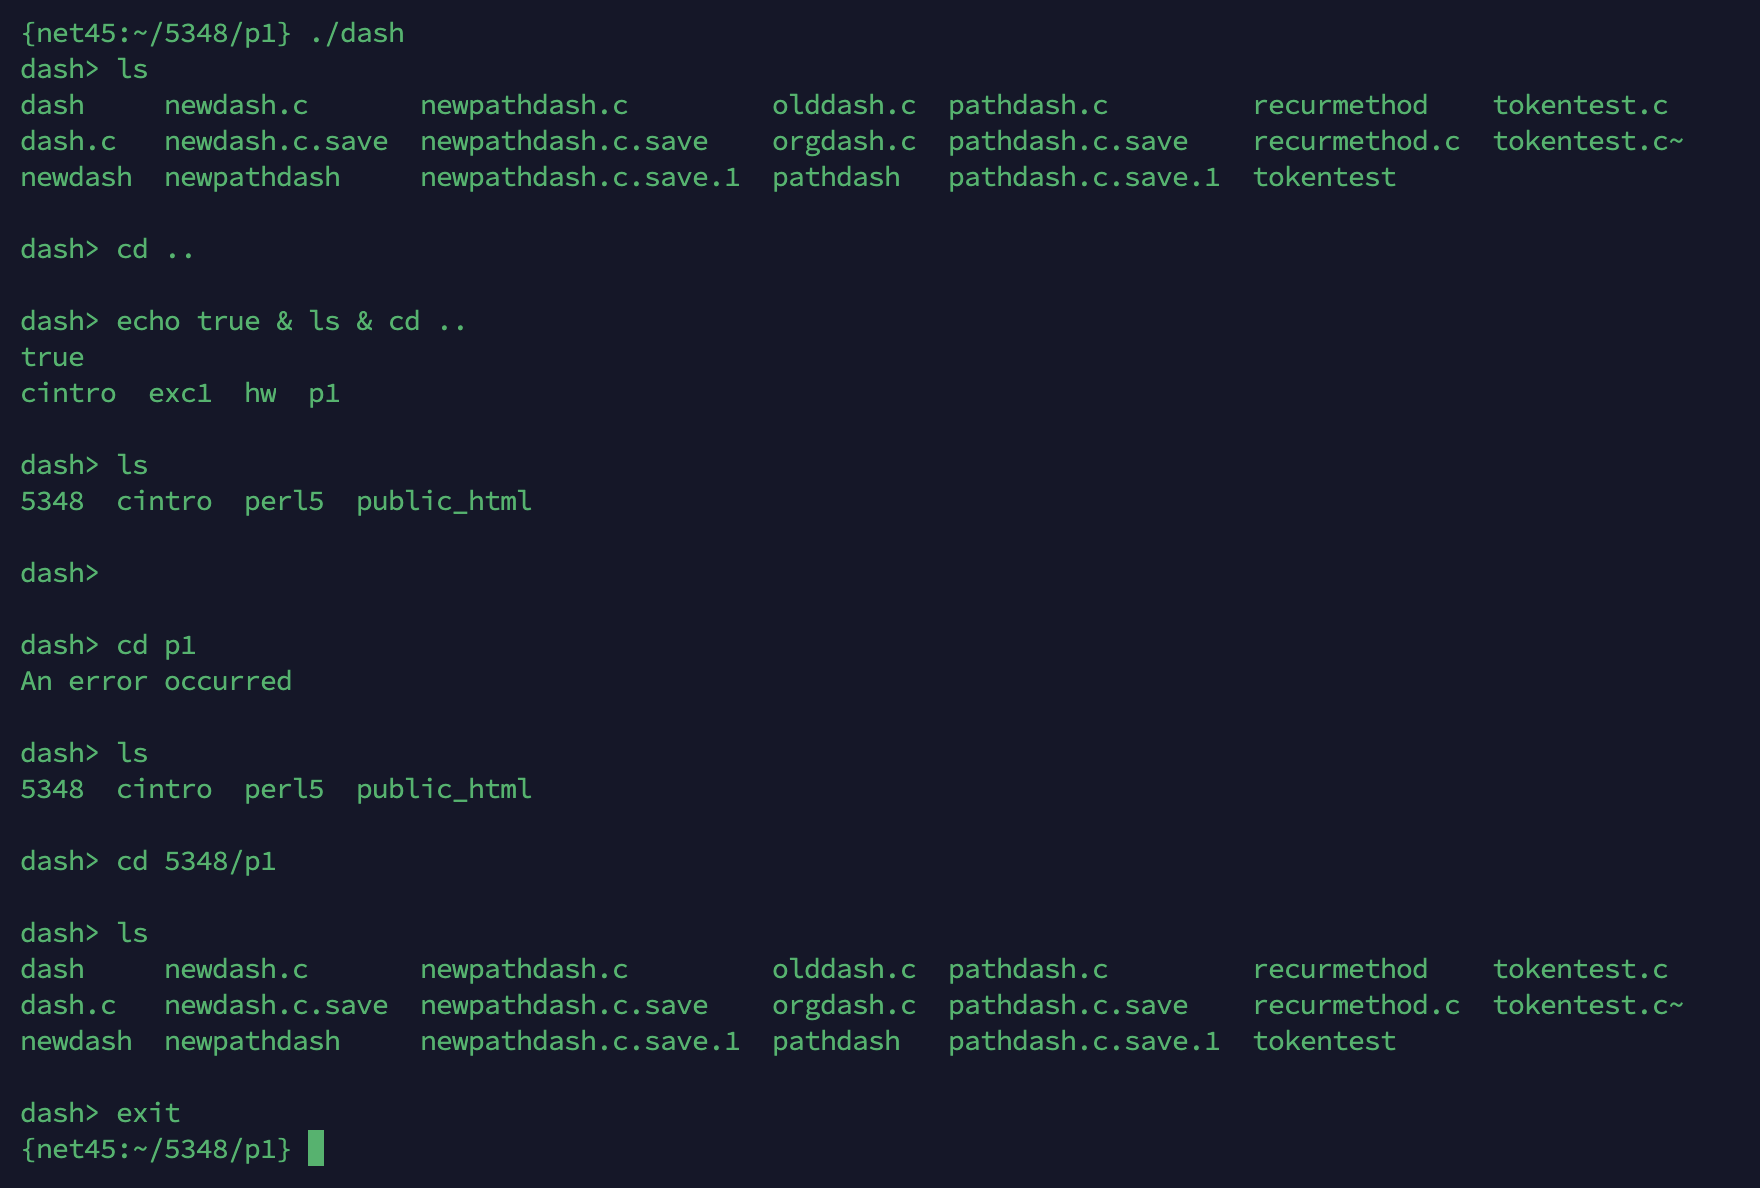 {net45:~/5348/p1} ./dash
dash> ls
dash     newdash.c       newpathdash.c         olddash.c  pathdash.c         recurmethod    tokentest.c
dash.c   newdash.c.save  newpathdash.c.save    orgdash.c  pathdash.c.save    recurmethod.c  tokentest.c~
newdash  newpathdash     newpathdash.c.save.1  pathdash   pathdash.c.save.1  tokentest

dash> cd ..

dash> echo true & ls & cd ..
true
cintro  exc1  hw  p1

dash> ls
5348  cintro  perl5  public_html

dash>

dash> cd p1
An error occurred

dash> ls
5348  cintro  perl5  public_html

dash> cd 5348/p1

dash> ls
dash     newdash.c       newpathdash.c         olddash.c  pathdash.c         recurmethod    tokentest.c
dash.c   newdash.c.save  newpathdash.c.save    orgdash.c  pathdash.c.save    recurmethod.c  tokentest.c~
newdash  newpathdash     newpathdash.c.save.1  pathdash   pathdash.c.save.1  tokentest

dash> exit
{net45:~/5348/p1}